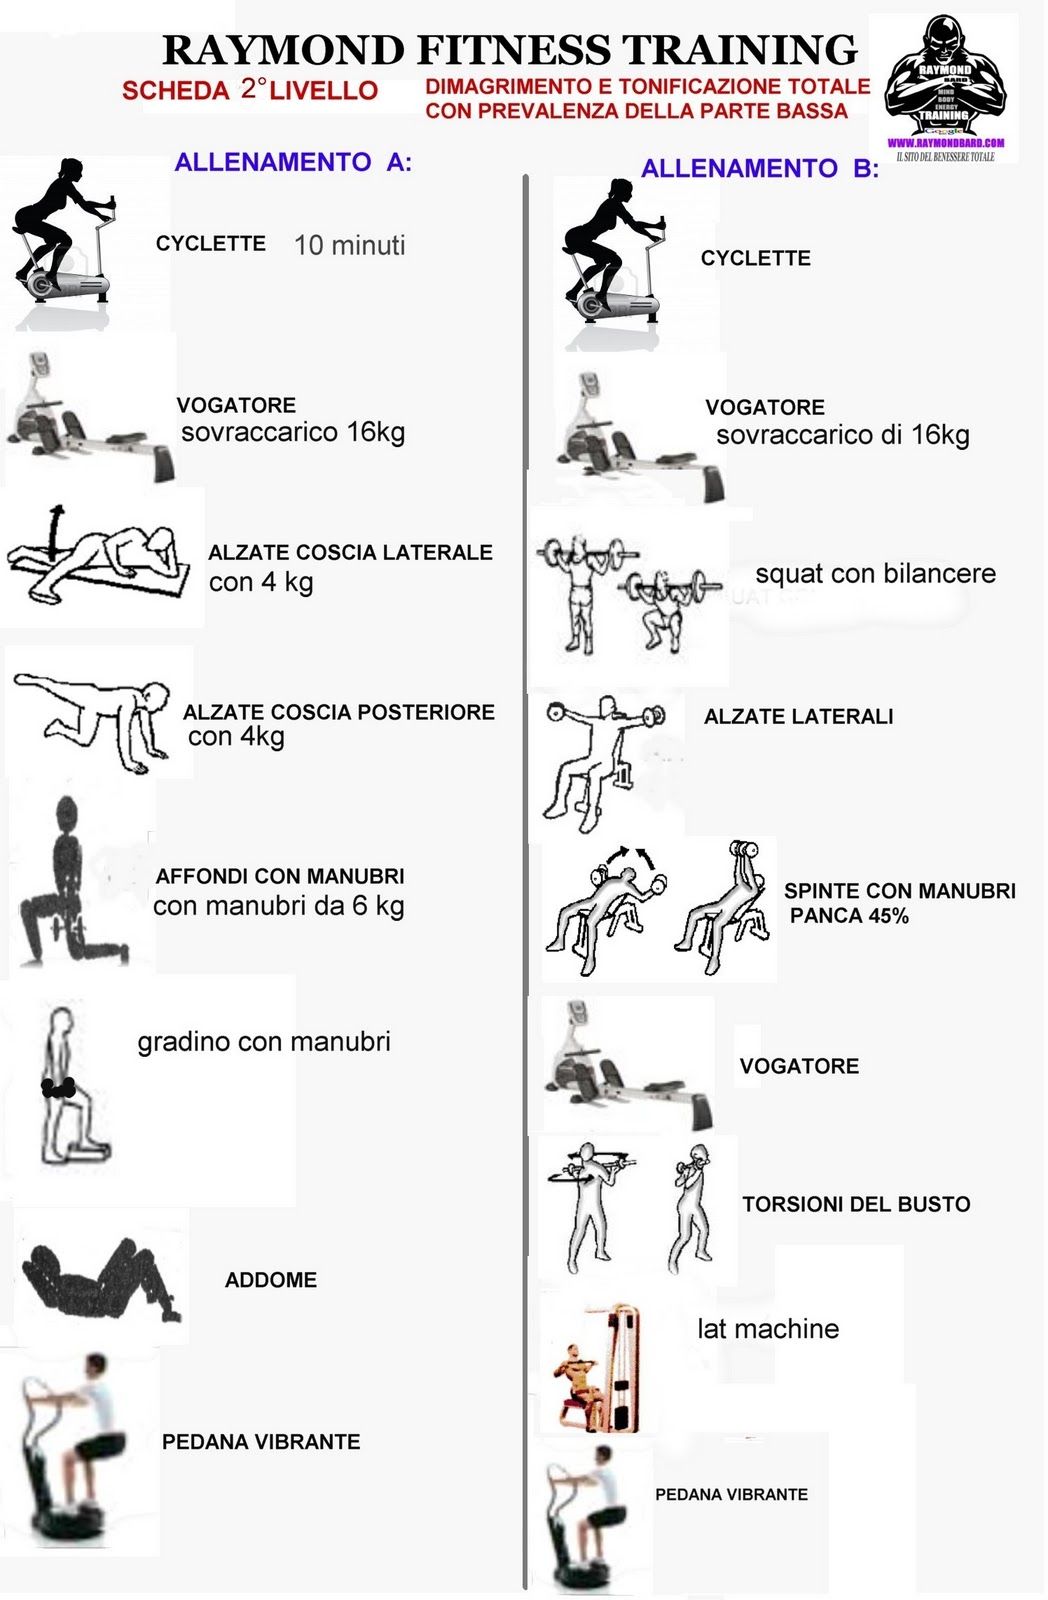 RAYMOND FITNESS TRAINING
SCHEDA 2° LIVELLO
DIMAGRIMENTO E TONIFICAZIONE TOTALE
CON PREVALENZA DELLA PARTE BASSA
RAYMOND
BARD
MIND
BODY
ENERGY
TRAINING
Google
WWW.RAYMONDBARD.COM
IL SITO DEL BENESSERE TOTALE
ALLENAMENTO A:
CYCLETTE 10 minuti
VOGATORE
sovraccarico 16kg
ALZATE COSCIA LATERALE
con 4 kg
ALZATE COSCIA POSTERIORE
con 4kg
AFFONDI CON MANUBRI
con manubri da 6 kg
gradino con manubri
ADDOME
PEDANA VIBRANTE
ALLENAMENTO B:
CYCLETTE
VOGATORE
sovraccarico di 16kg
squat con bilancere
ALZATE LATERALI
SPINTE CON MANUBRI
PANCA 45%
VOGATORE
TORSIONI DEL BUSTO
lat machine
PEDANA VIBRANTE